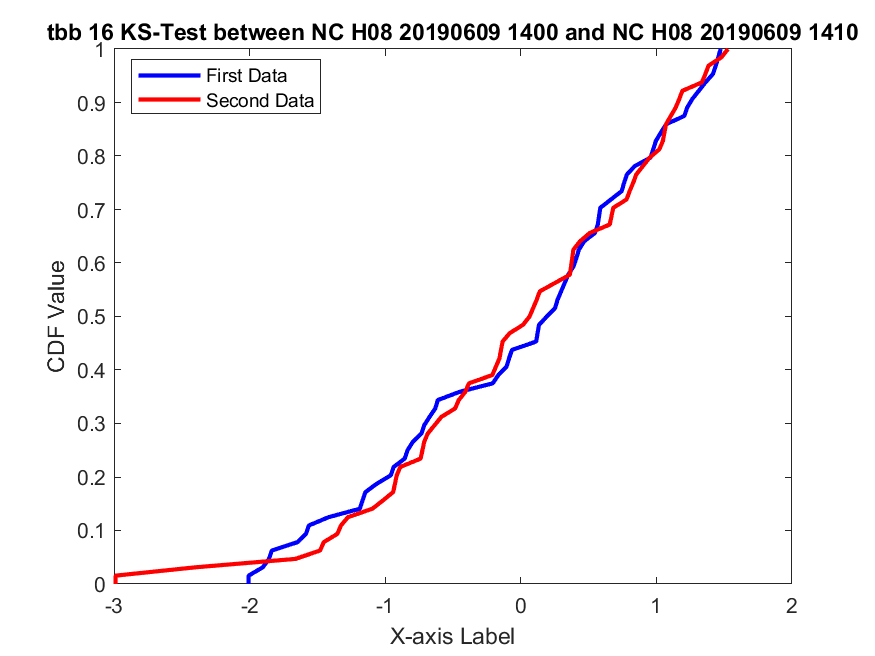 tbb 16 KS-Test between NC H08 20190609 1400 and NC H08 20190609 1410
First Data
Second Data
1
0.9
0.8
0.7
0.6
0.5
0.4
0.3
0.2
0.1
0
CDF Value
-3 -2 -1 0 1 2
X-axis Label